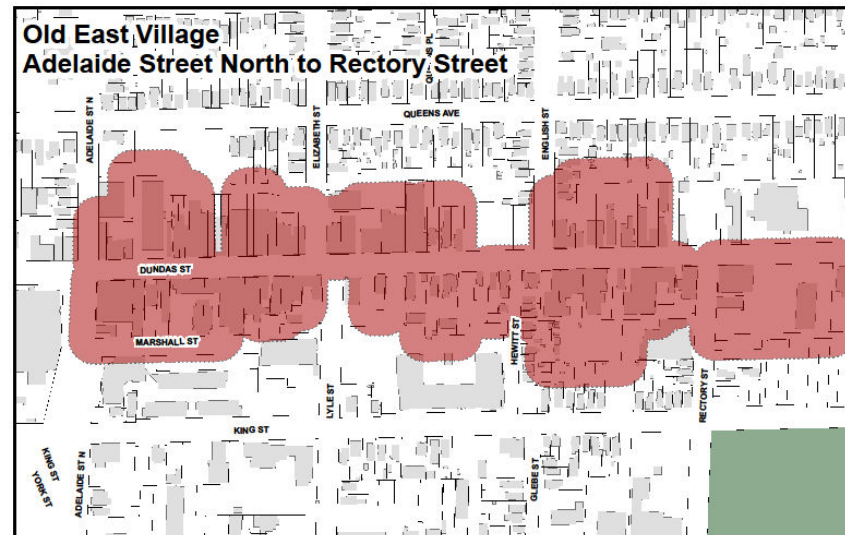 Old East Village
Adelaide Street North to Rectory Street
QUEENS PL
QUEENS AVE
ADELAIDE ST N
ELIZABETH ST
ENGLISH ST
DUNDAS ST
MARSHALL ST
HEWITT ST
LYLE ST
RECTORY ST
KING ST
KING ST
YORK ST
ADELAIDE ST N
GLEBE ST